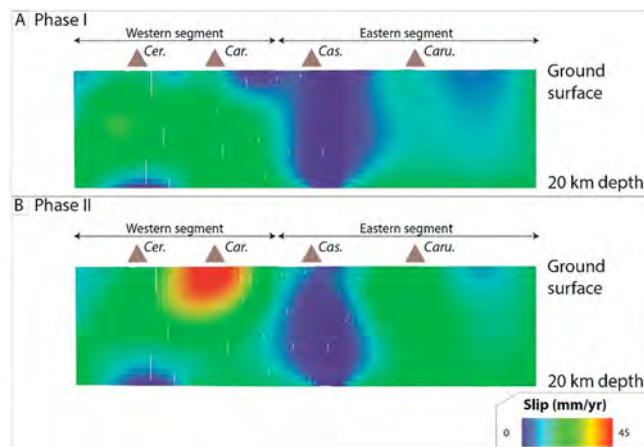 A Phase I
Western segment Eastern segment
Cer. Car. Cas. Caru.
Ground
surface
20 km depth
B Phase II
Western segment Eastern segment
Cer. Car. Cas. Caru.
Ground
surface
20 km depth
Slip (mm/yr)
0 45